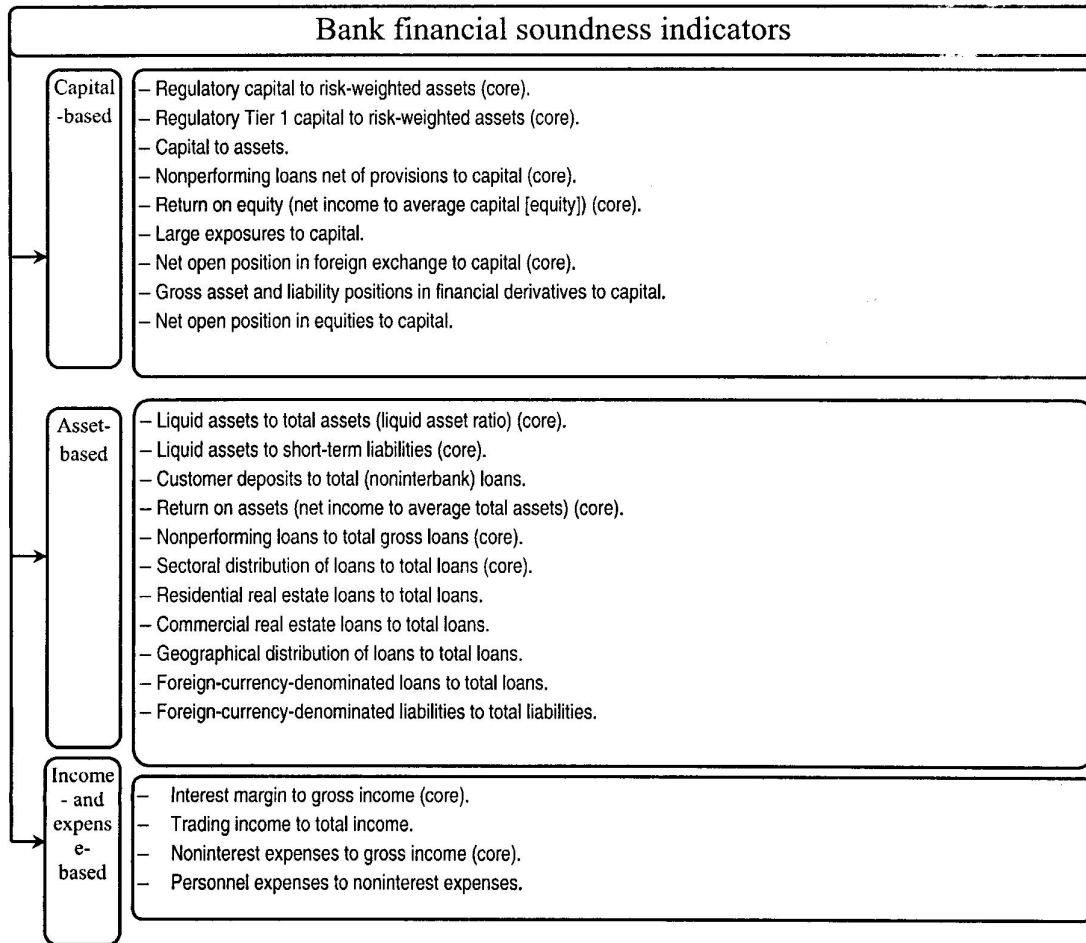 Bank financial soundness indicators
Capital
-based
– Regulatory capital to risk-weighted assets (core).
– Regulatory Tier 1 capital to risk-weighted assets (core).
– Capital to assets.
– Nonperforming loans net of provisions to capital (core).
– Return on equity (net income to average capital [equity]) (core).
– Large exposures to capital.
– Net open position in foreign exchange to capital (core).
– Gross asset and liability positions in financial derivatives to capital.
– Net open position in equities to capital.
Asset-
based
– Liquid assets to total assets (liquid asset ratio) (core).
– Liquid assets to short-term liabilities (core).
– Customer deposits to total (noninterbank) loans.
– Return on assets (net income to average total assets) (core).
– Nonperforming loans to total gross loans (core).
– Sectoral distribution of loans to total loans (core).
– Residential real estate loans to total loans.
– Commercial real estate loans to total loans.
– Geographical distribution of loans to total loans.
– Foreign-currency-denominated loans to total loans.
– Foreign-currency-denominated liabilities to total liabilities.
Income
- and
expens
e-
based
– Interest margin to gross income (core).
– Trading income to total income.
– Noninterest expenses to gross income (core).
– Personnel expenses to noninterest expenses.